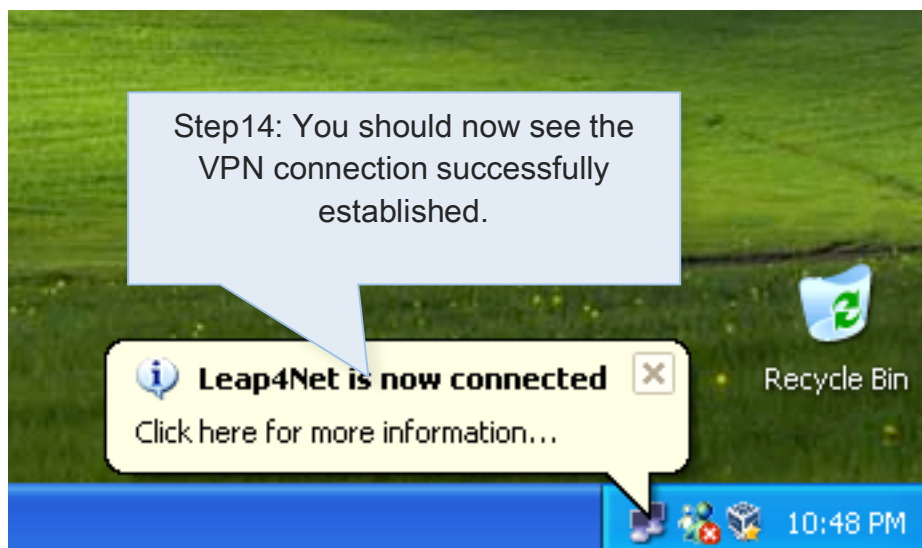 Step14: You should now see the
VPN connection successfully
established.
Leap4Net is now connected
Click here for more information...
Recycle Bin
10:48 PM